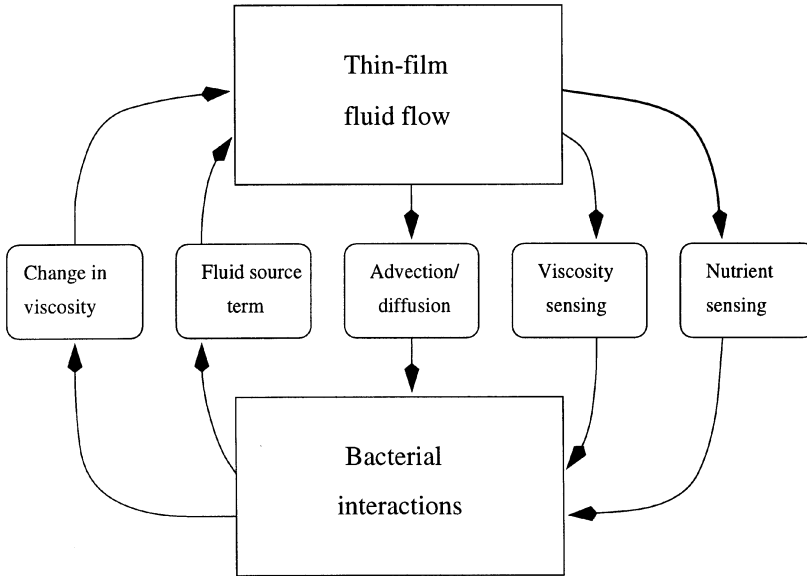 Thin-film
fluid flow
Change in
viscosity
Fluid source
term
Advection/
diffusion
Viscosity
sensing
Nutrient
sensing
Bacterial
interactions